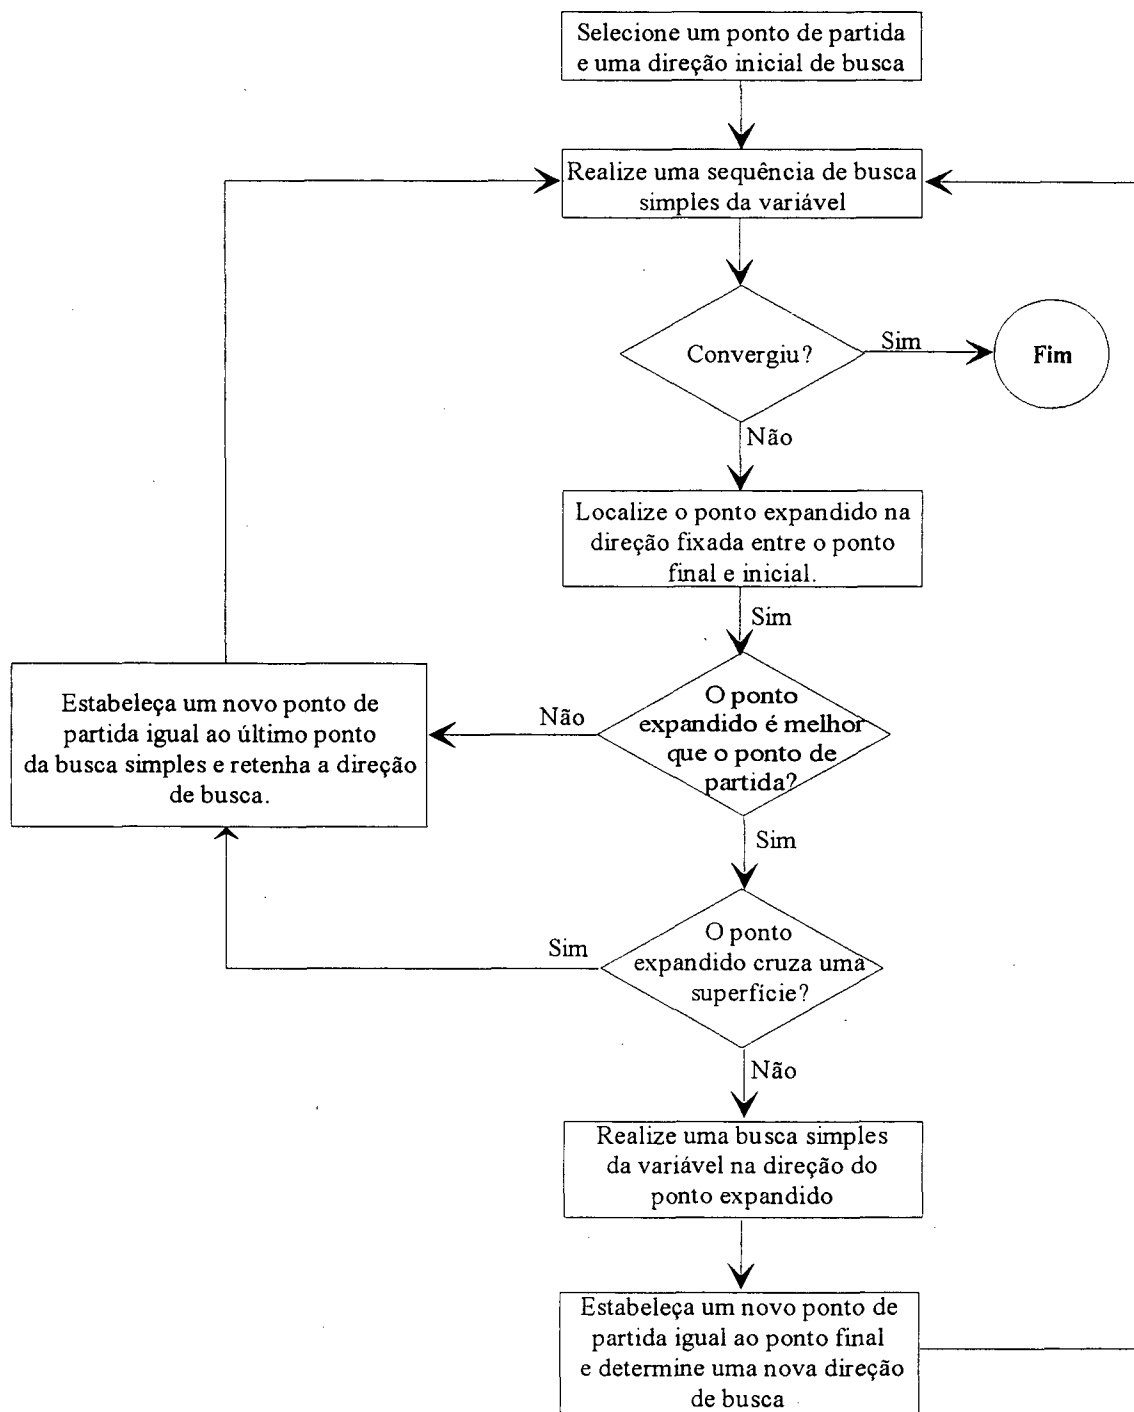 Selecione um ponto de partida
e uma direção inicial de busca
Realize uma sequência de busca
simples da variável
Convergiu?
Sim
Fim
Não
Localize o ponto expandido na
direção fixada entre o ponto
final e inicial.
Sim
O ponto
expandido é melhor
que o ponto de
partida?
Não
Estabeleça um novo ponto de
partida igual ao último ponto
da busca simples e retenha a direção
de busca.
Sim
O ponto
expandido cruza uma
superfície?
Sim
Não
Realize uma busca simples
da variável na direção do
ponto expandido
Estabeleça um novo ponto de
partida igual ao ponto final
e determine uma nova direção
de busca